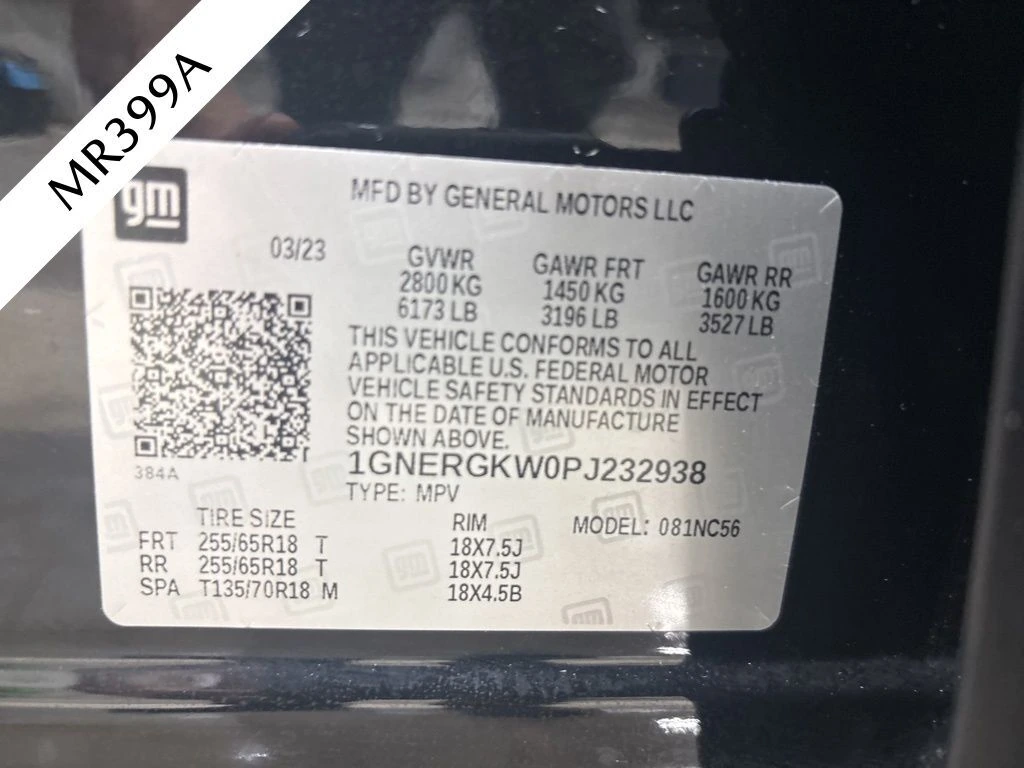 MR399A
gm
MFD BY GENERAL MOTORS LLC
03/23
GVWR GAWR FRT GAWR RR
2800 KG 1450 KG 1600 KG
6173 LB 3196 LB 3527 LB
THIS VEHICLE CONFORMS TO ALL
APPLICABLE U.S. FEDERAL MOTOR
VEHICLE SAFETY STANDARDS IN EFFECT
ON THE DATE OF MANUFACTURE
SHOWN ABOVE.
384A
1GNERGKW0PJ232938
TYPE: MPV
TIRE SIZE RIM MODEL: 081NC56
FRT 255/65R18 T 18X7.5J
RR 255/65R18 T 18X7.5J
SPA T135/70R18 M 18X4.5B